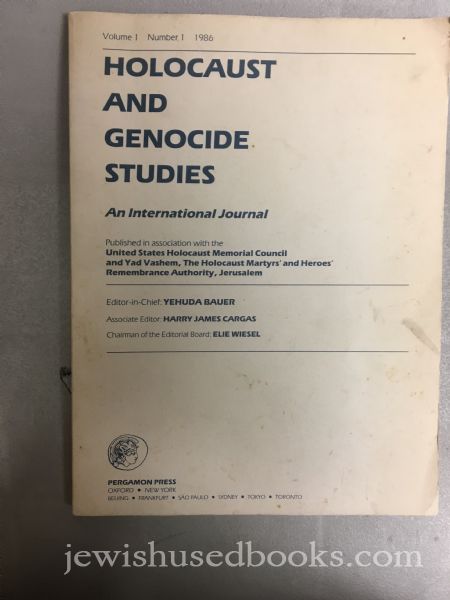 Volume 1 Number 1 1986
HOLOCAUST
AND
GENOCIDE
STUDIES
An International Journal
Published in association with the
United States Holocaust Memorial Council
and Yad Vashem, The Holocaust Martyrs' and Heroes'
Remembrance Authority, Jerusalem
Editor-in-Chief: YEHUDA BAUER
Associate Editor: HARRY JAMES CARGAS
Chairman of the Editorial Board: ELIE WIESEL
PERGAMON PRESS
OXFORD • NEW YORK
BEIJING • FRANKFURT • SÃO PAULO • SYDNEY • TOKYO • TORONTO
jewishusedbooks.com